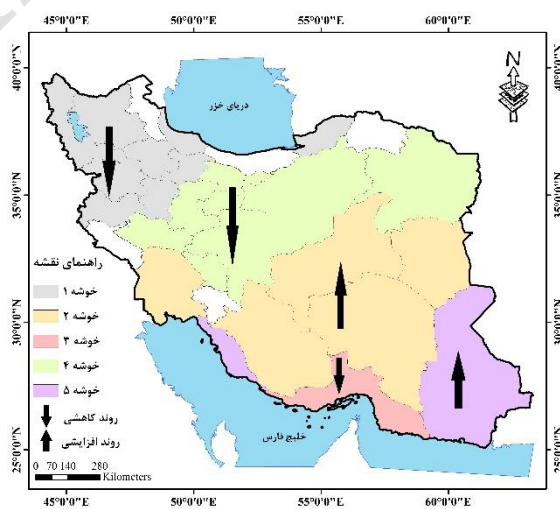 45°0'0"E 50°0'0"E 55°0'0"E 60°0'0"E
40°0'0"N
35°0'0"N
30°0'0"N
25°0'0"N
N
دریای خزر
خلیج فارس
راهنمای نقشه
خوشه ۱
خوشه ۲
خوشه ۳
خوشه ۴
خوشه ۵
روند کاهشی
روند افزایشی
0 70 140 280
Kilometers
40°0'0"N
35°0'0"N
30°0'0"N
25°0'0"N
45°0'0"E 50°0'0"E 55°0'0"E 60°0'0"E